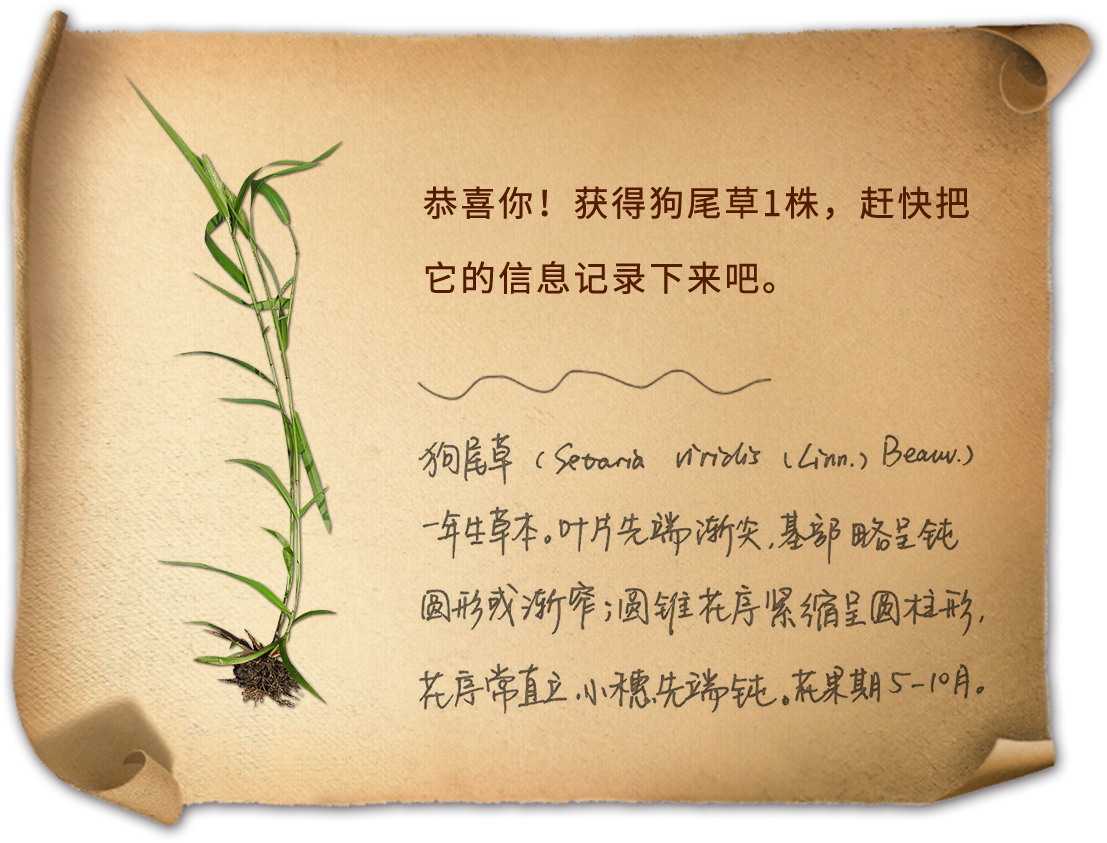 恭喜你！获得狗尾草1株，赶快把
它的信息记录下来吧。
狗尾草（Setaria viridis (Linn.) Beauv.）
一年生草本。叶片先端渐尖，基部略呈钝
圆形或渐窄；圆锥花序紧缩呈圆柱形，
花序常直立，小穗先端钝。花果期5-10月。